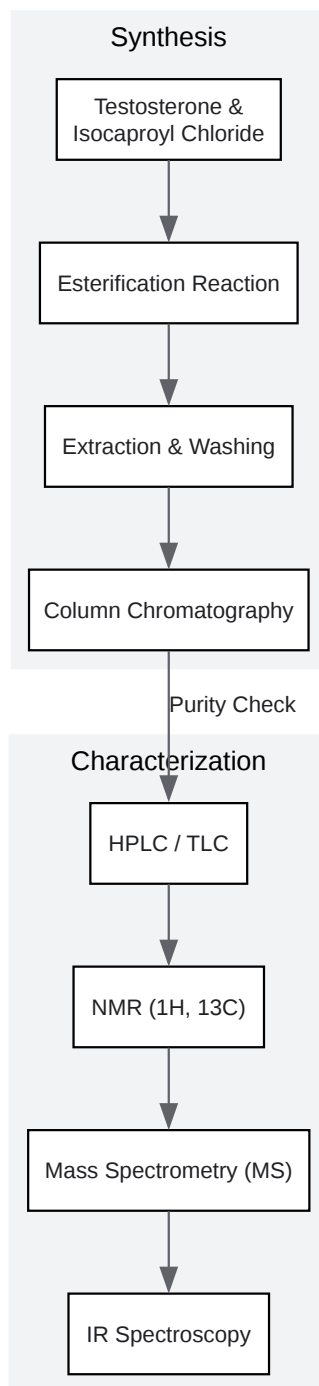 Synthesis
Testosterone &
Isocaproyl Chloride
Esterification Reaction
Extraction & Washing
Column Chromatography
Purity Check
Characterization
HPLC / TLC
NMR (1H, 13C)
Mass Spectrometry (MS)
IR Spectroscopy